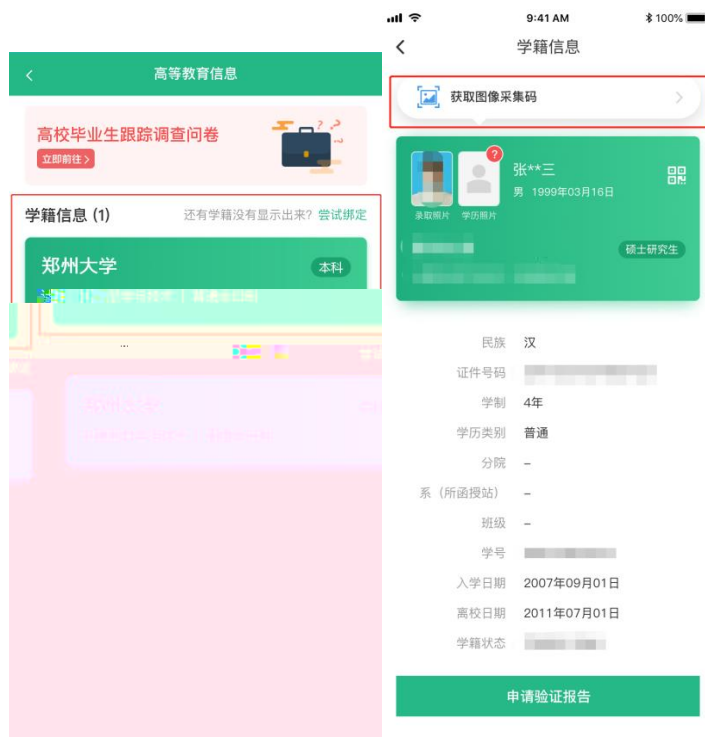 高等教育信息
高校毕业生跟踪调查问卷
立即前往>
学籍信息 (1)
还有学籍没有显示出来？尝试绑定
郑州大学
本科
...
9:41 AM
100%
学籍信息
获取图像采集码
?
张**三
男 1999年03月16日
录取照片 学历照片
硕士研究生
民族 汉
证件号码
学制 4年
学历类别 普通
分院 –
系（所函授站） –
班级 –
学号
入学日期 2007年09月01日
离校日期 2011年07月01日
学籍状态
申请验证报告